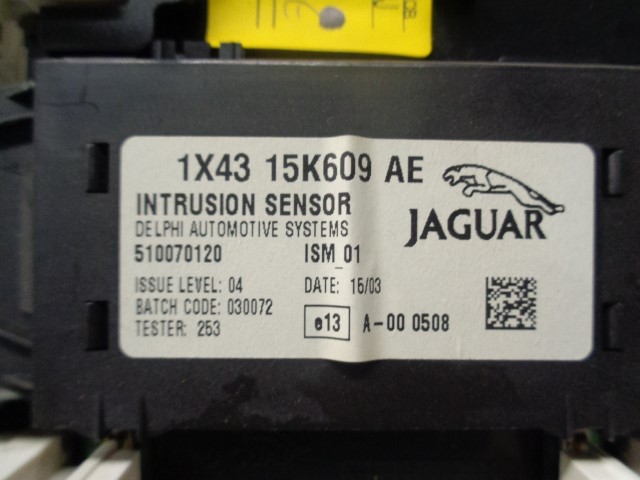 1X43 15K609 AE
INTRUSION SENSOR
DELPHI AUTOMOTIVE SYSTEMS
JAGUAR
510070120 ISM_01
ISSUE LEVEL: 04 DATE: 16/03
BATCH CODE: 030072
TESTER: 253 e13 A-00 0508